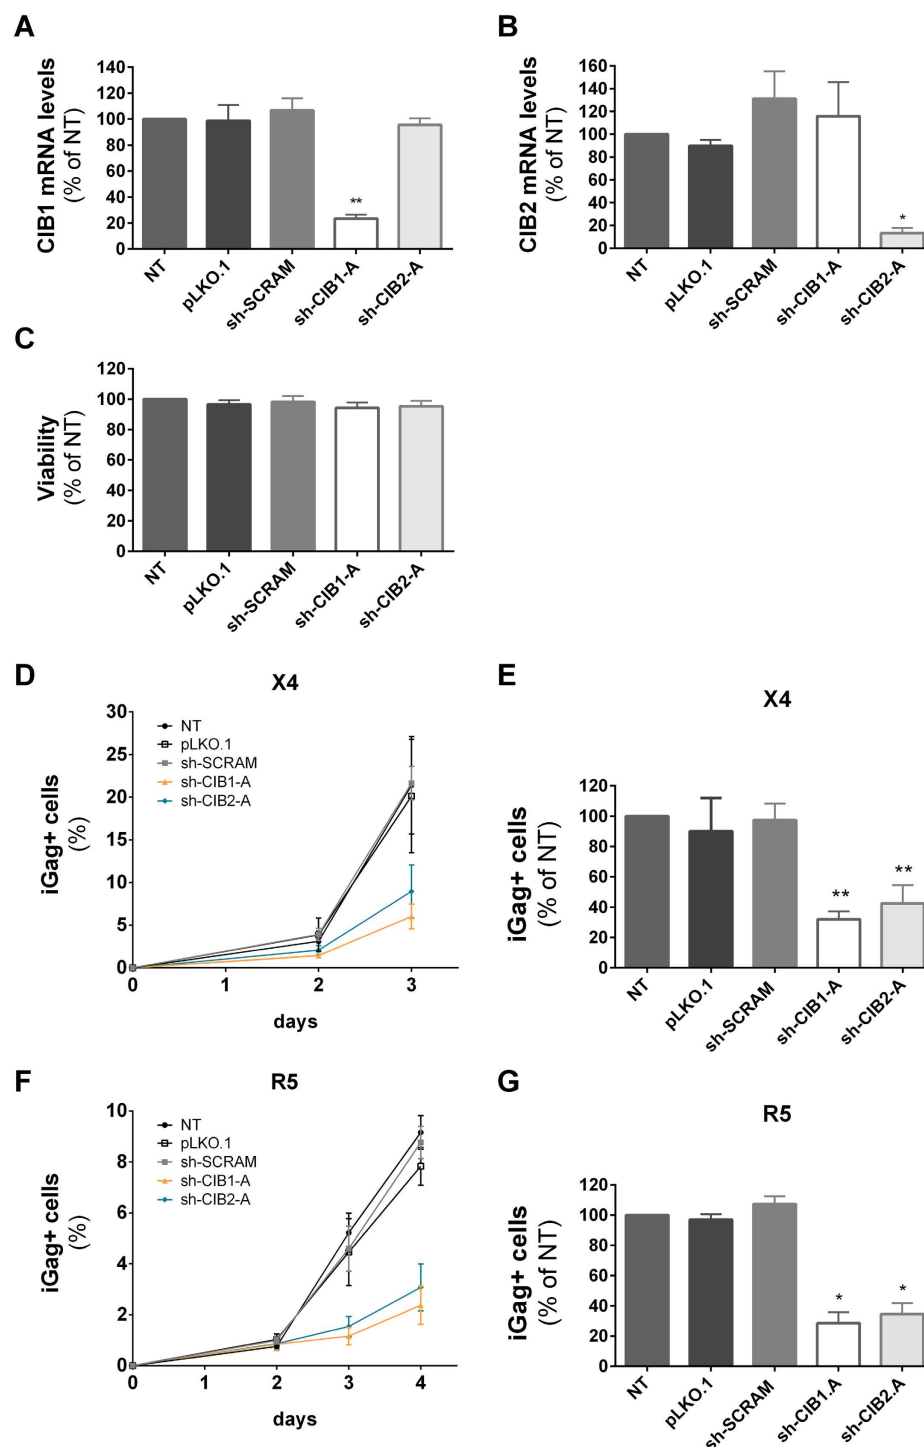 A
CIB1 mRNA levels
(% of NT)
140
120
100
80
60
40
20
0
**
NT
pLKO.1
sh-SCRAM
sh-CIB1-A
sh-CIB2-A
B
CIB2 mRNA levels
(% of NT)
160
140
120
100
80
60
40
20
0
*
NT
pLKO.1
sh-SCRAM
sh-CIB1-A
sh-CIB2-A
C
Viability
(% of NT)
120
100
80
60
40
20
0
NT
pLKO.1
sh-SCRAM
sh-CIB1-A
sh-CIB2-A
D
X4
iGag+ cells
(%)
30
25
20
15
10
5
0
NT
pLKO.1
sh-SCRAM
sh-CIB1-A
sh-CIB2-A
0 1 2 3
days
E
X4
iGag+ cells
(% of NT)
120
100
80
60
40
20
0
**
**
NT
pLKO.1
sh-SCRAM
sh-CIB1-A
sh-CIB2-A
F
R5
iGag+ cells
(%)
10
8
6
4
2
0
NT
pLKO.1
sh-SCRAM
sh-CIB1-A
sh-CIB2-A
0 1 2 3 4
days
G
R5
iGag+ cells
(% of NT)
120
100
80
60
40
20
0
*
*
NT
pLKO.1
sh-SCRAM
sh-CIB1.A
sh-CIB2.A